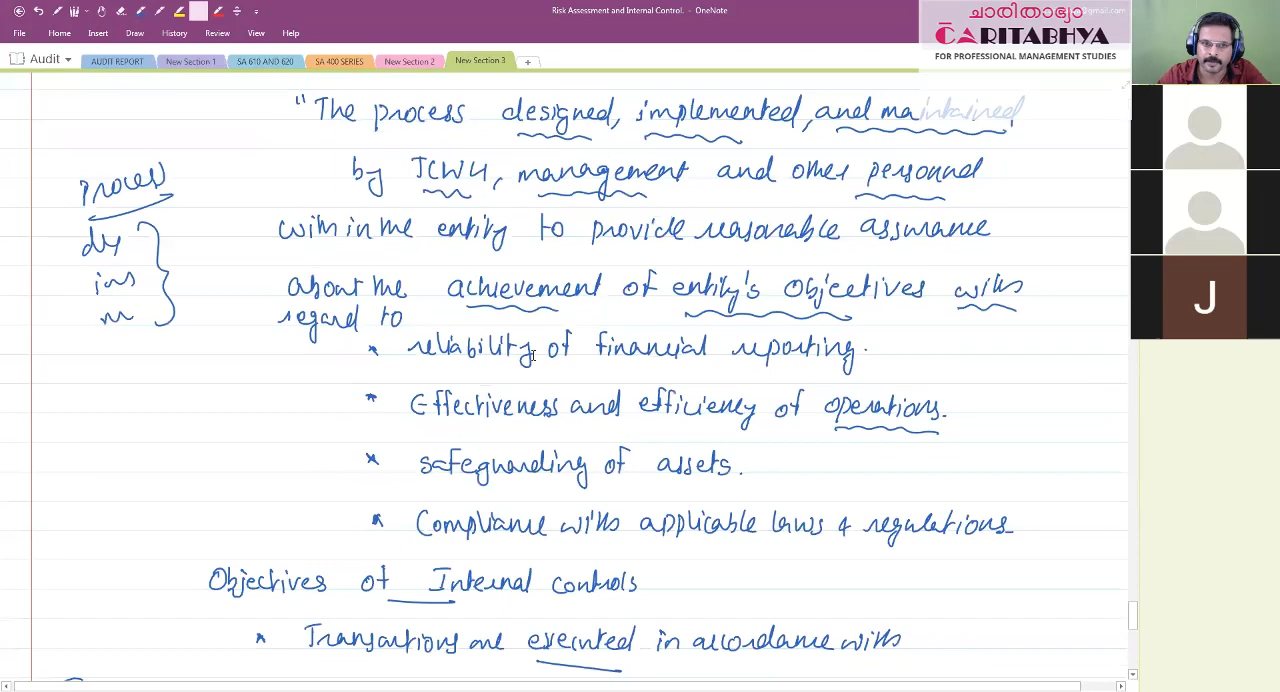 Risk Assessment and Internal Control. - OneNote
@gmail.com
File Home Insert Draw History Review View Help
ചാരിതാഭ്യാ
CARITABHYA
FOR PROFESSIONAL MANAGEMENT STUDIES
Audit AUDIT REPORT New Section 1 SA 610 AND 620 SA 400 SERIES New Section 2 New Section 3 +
"The process designed, implemented, and maintained
by TCWG, management and other personnel
within the entity to provide reasonable assurance
about the achievement of entity's objectives with
regard to
* reliability of financial reporting.
* Effectiveness and efficiency of operations.
* safeguarding of assets.
* Compliance with applicable laws & regulations
Process
Objectives of Internal controls
* Transactions are executed in accordance with
J